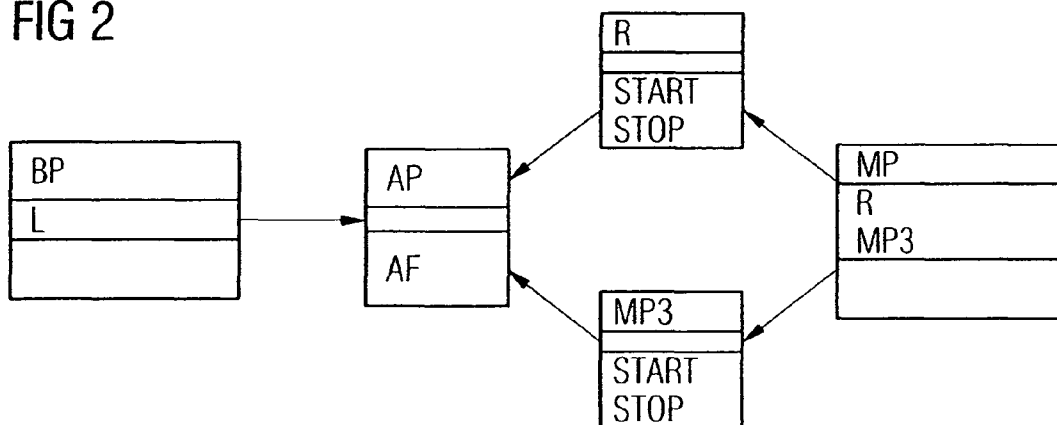 FIG 2
R
START
STOP
BP
L
AP
AF
MP
R
MP3
MP3
START
STOP